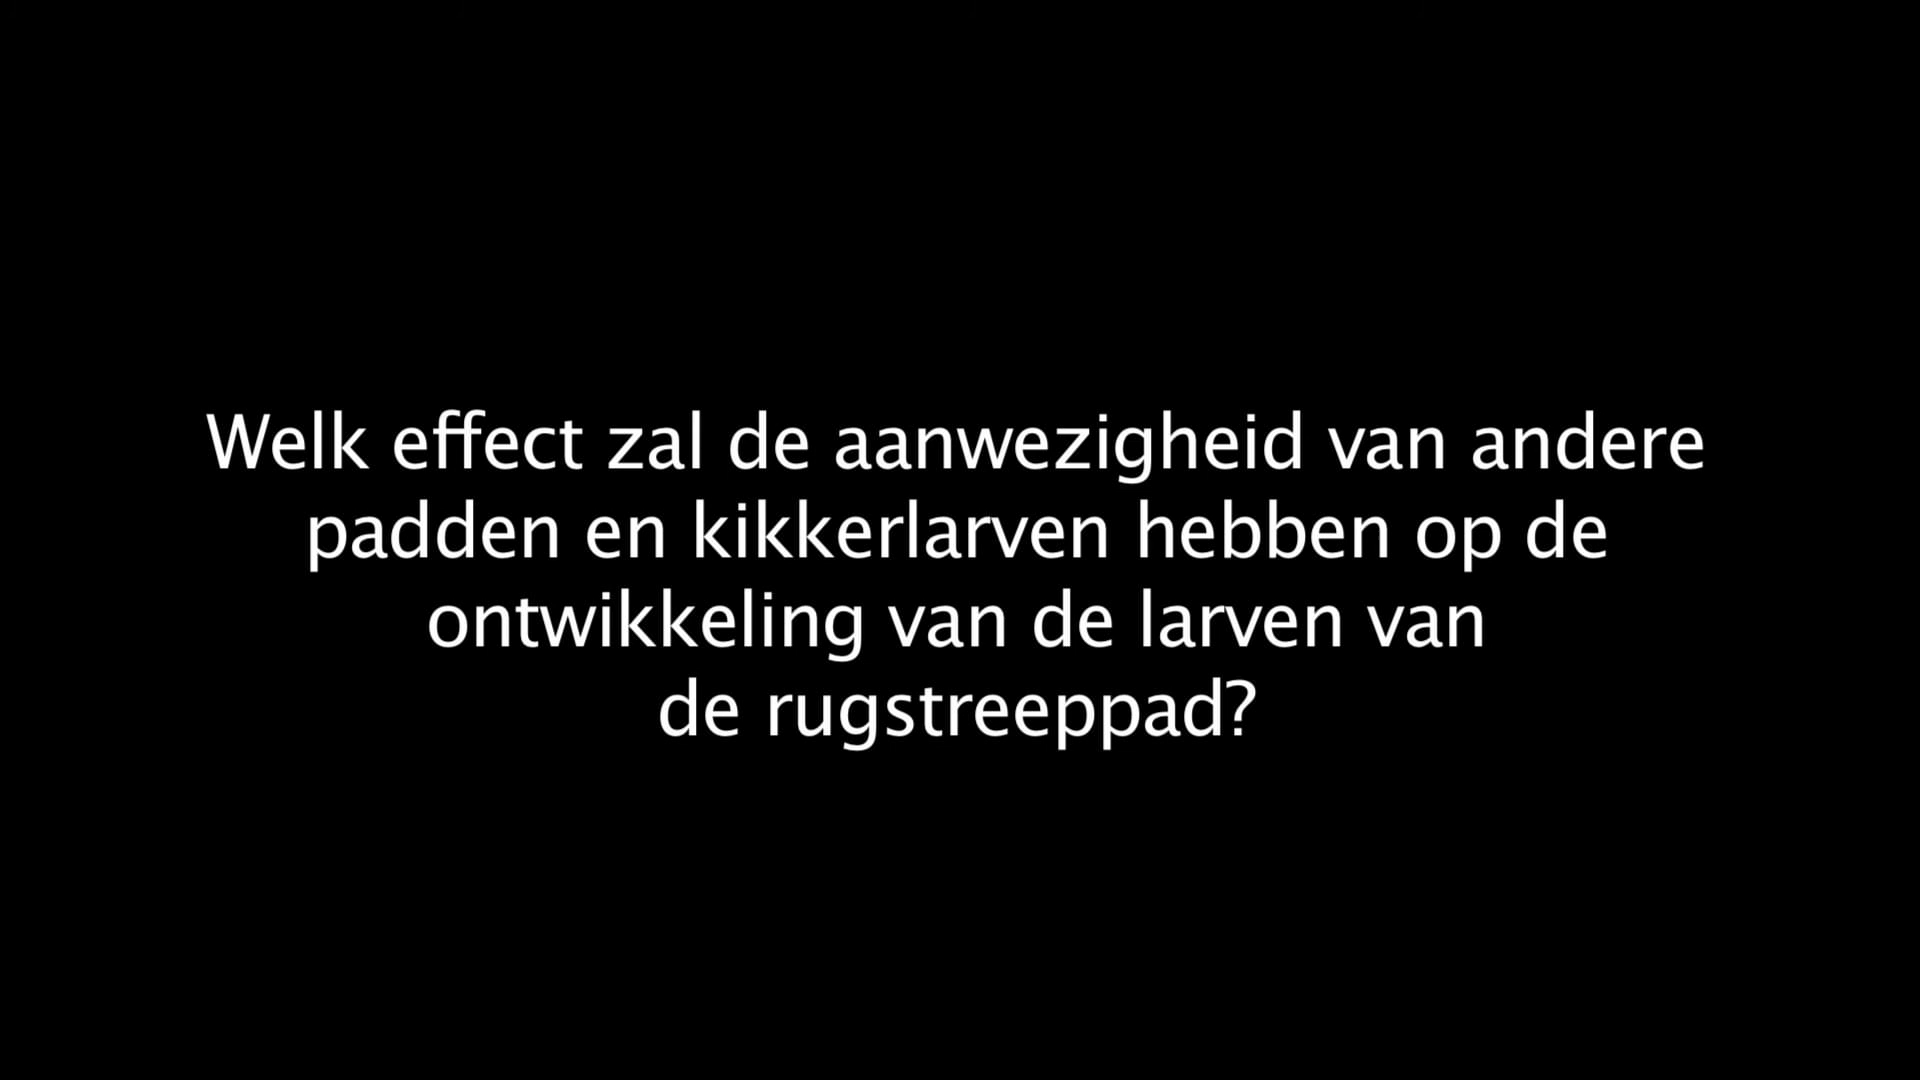 Welk effect zal de aanwezigheid van andere
padden en kikkerlarven hebben op de
ontwikkeling van de larven van
de rugstreeppad?